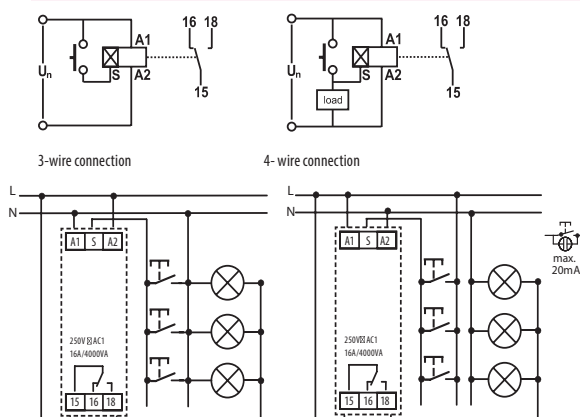 16 18
A1
Un
S A2
15
16 18
A1
Un
S A2
load
15
3-wire connection
4- wire connection
L
N
A1 S A2
250V ☒ AC1
16A/4000VA
15 16 18
L
N
A1 S A2
250V ☒ AC1
16A/4000VA
15 16 18
max.
20mA